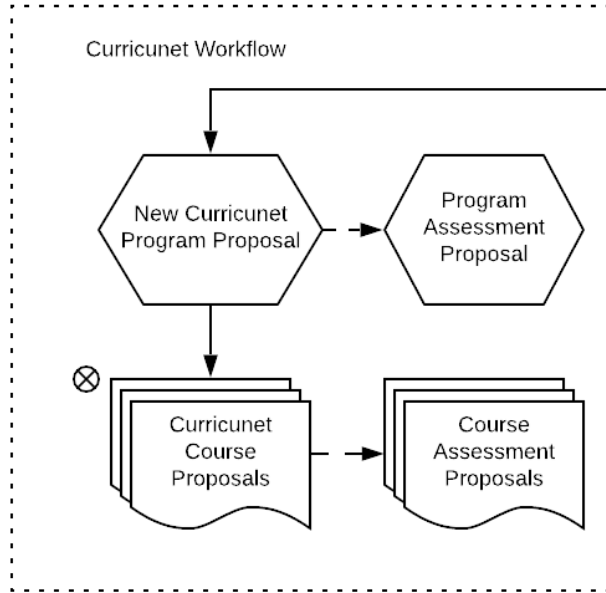 Curricunet Workflow
New Curricunet
Program Proposal
Program
Assessment
Proposal
Curricunet
Course
Proposals
Course
Assessment
Proposals